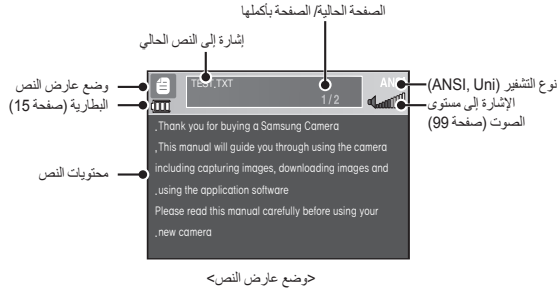 الصفحة الحالية/ الصفحة بأكملها
إشارة إلى النص الحالي
وضع عارض النص
البطارية (صفحة 15)
TEST.TXT
1 / 2
ANSI
نوع التشفير (ANSI, Uni)
الإشارة إلى مستوى
الصوت (صفحة 99)
محتويات النص
,Thank you for buying a Samsung Camera
,This manual will guide you through using the camera
including capturing images, downloading images and
,using the application software
Please read this manual carefully before using your
,new camera
<وضع عارض النص>